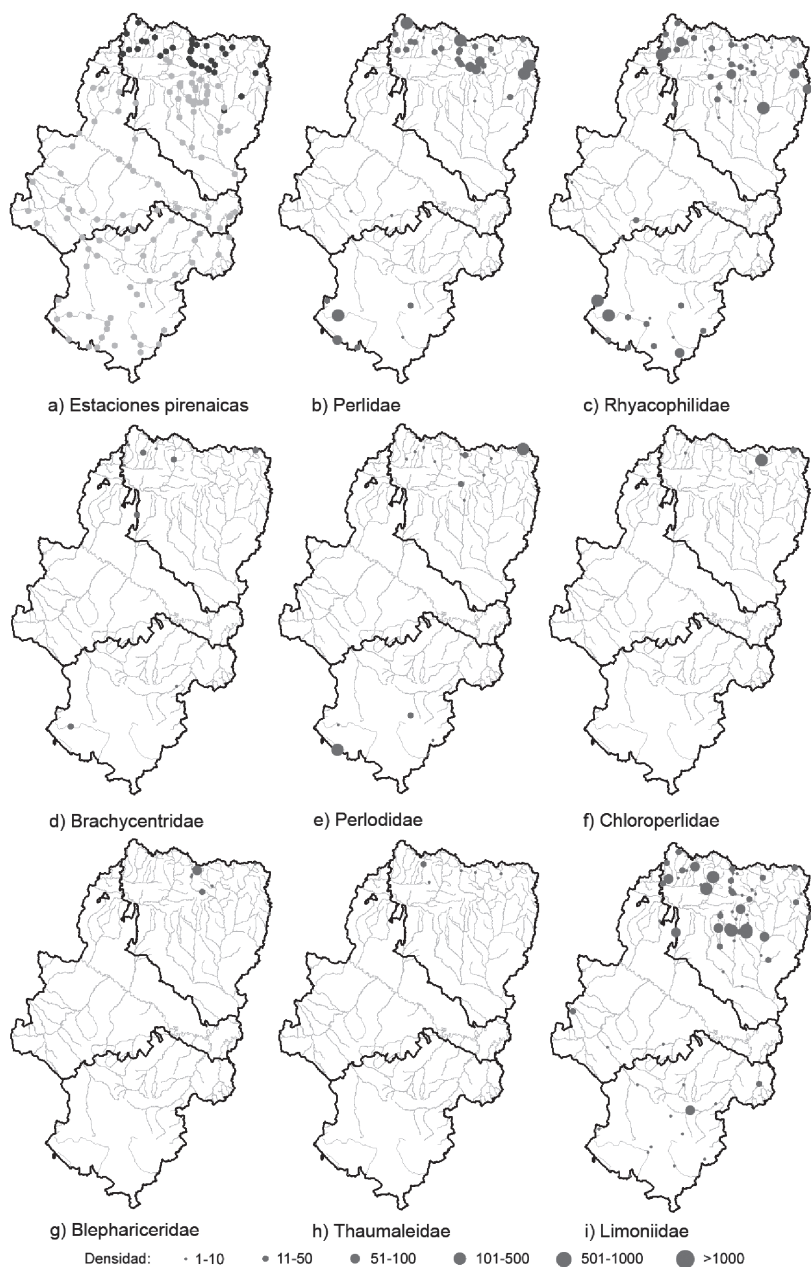 a) Estaciones pirenaicas
b) Perlidae
c) Rhyacophilidae
d) Brachycentridae
e) Perlodidae
f) Chloroperlidae
g) Blephariceridae
h) Thaumaleidae
i) Limoniidae
Densidad: 1-10 11-50 51-100 101-500 501-1000 >1000